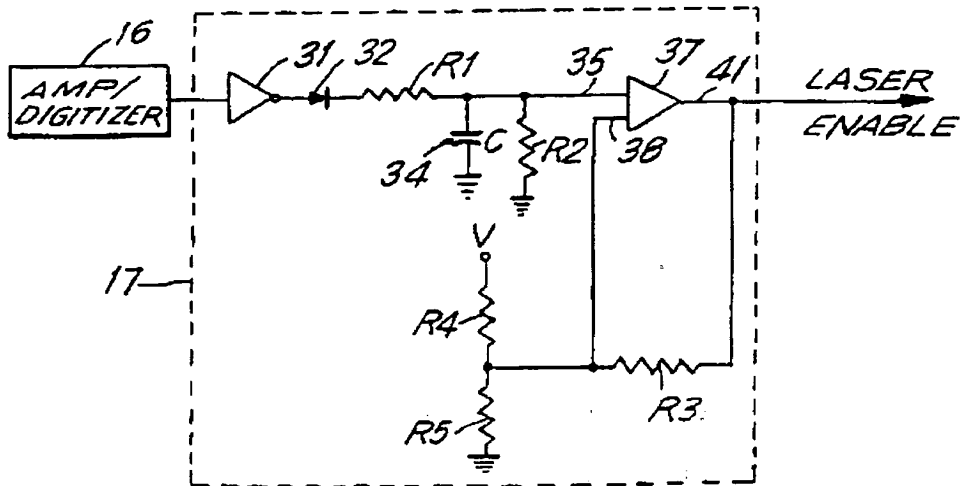 16
AMP/
DIGITIZER
31
32
R1
35
37
41
LASER
ENABLE
34
C
R2
38
17
V
R4
R3
R5